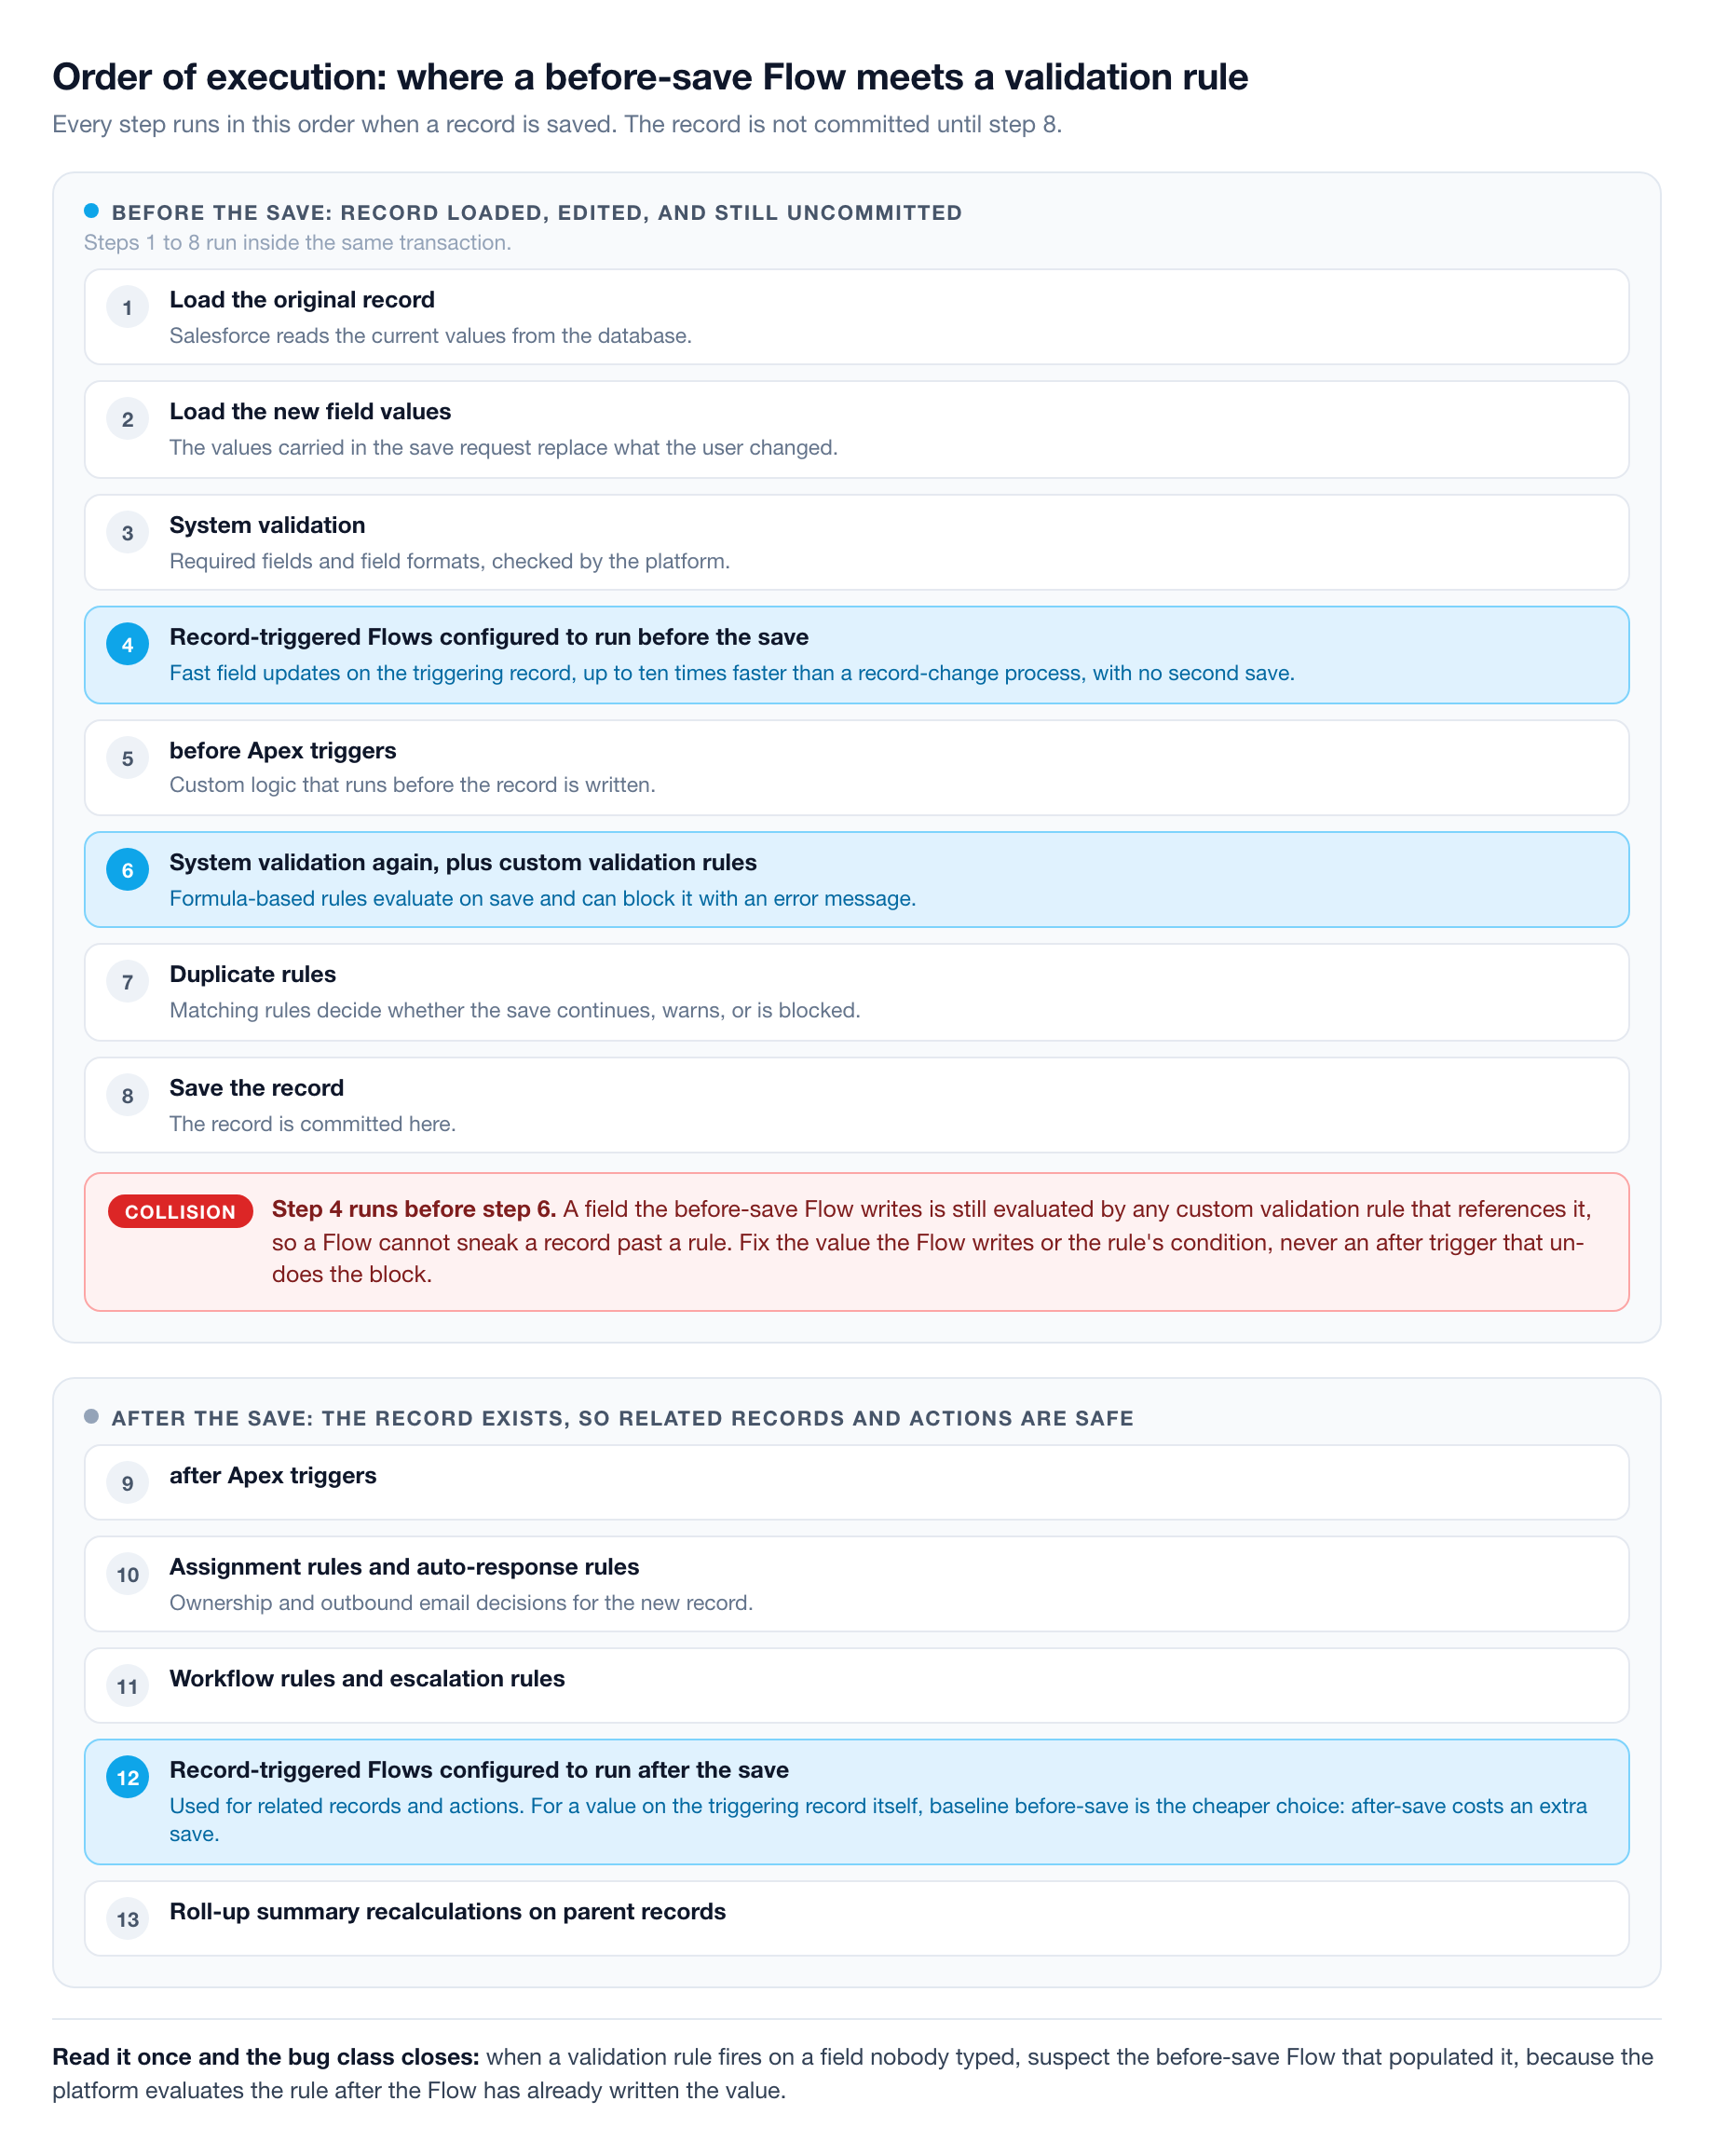 Order of execution: where a before-save Flow meets a validation rule
Every step runs in this order when a record is saved. The record is not committed until step 8.
BEFORE THE SAVE: RECORD LOADED, EDITED, AND STILL UNCOMMITTED
Steps 1 to 8 run inside the same transaction.
1
Load the original record
Salesforce reads the current values from the database.
2
Load the new field values
The values carried in the save request replace what the user changed.
3
System validation
Required fields and field formats, checked by the platform.
4
Record-triggered Flows configured to run before the save
Fast field updates on the triggering record, up to ten times faster than a record-change process, with no second save.
5
before Apex triggers
Custom logic that runs before the record is written.
6
System validation again, plus custom validation rules
Formula-based rules evaluate on save and can block it with an error message.
7
Duplicate rules
Matching rules decide whether the save continues, warns, or is blocked.
8
Save the record
The record is committed here.
COLLISION
Step 4 runs before step 6. A field the before-save Flow writes is still evaluated by any custom validation rule that references it,
so a Flow cannot sneak a record past a rule. Fix the value the Flow writes or the rule's condition, never an after trigger that un-
does the block.
AFTER THE SAVE: THE RECORD EXISTS, SO RELATED RECORDS AND ACTIONS ARE SAFE
9
after Apex triggers
10
Assignment rules and auto-response rules
Ownership and outbound email decisions for the new record.
11
Workflow rules and escalation rules
12
Record-triggered Flows configured to run after the save
Used for related records and actions. For a value on the triggering record itself, baseline before-save is the cheaper choice: after-save costs an extra
save.
13
Roll-up summary recalculations on parent records
Read it once and the bug class closes: when a validation rule fires on a field nobody typed, suspect the before-save Flow that populated it, because the
platform evaluates the rule after the Flow has already written the value.